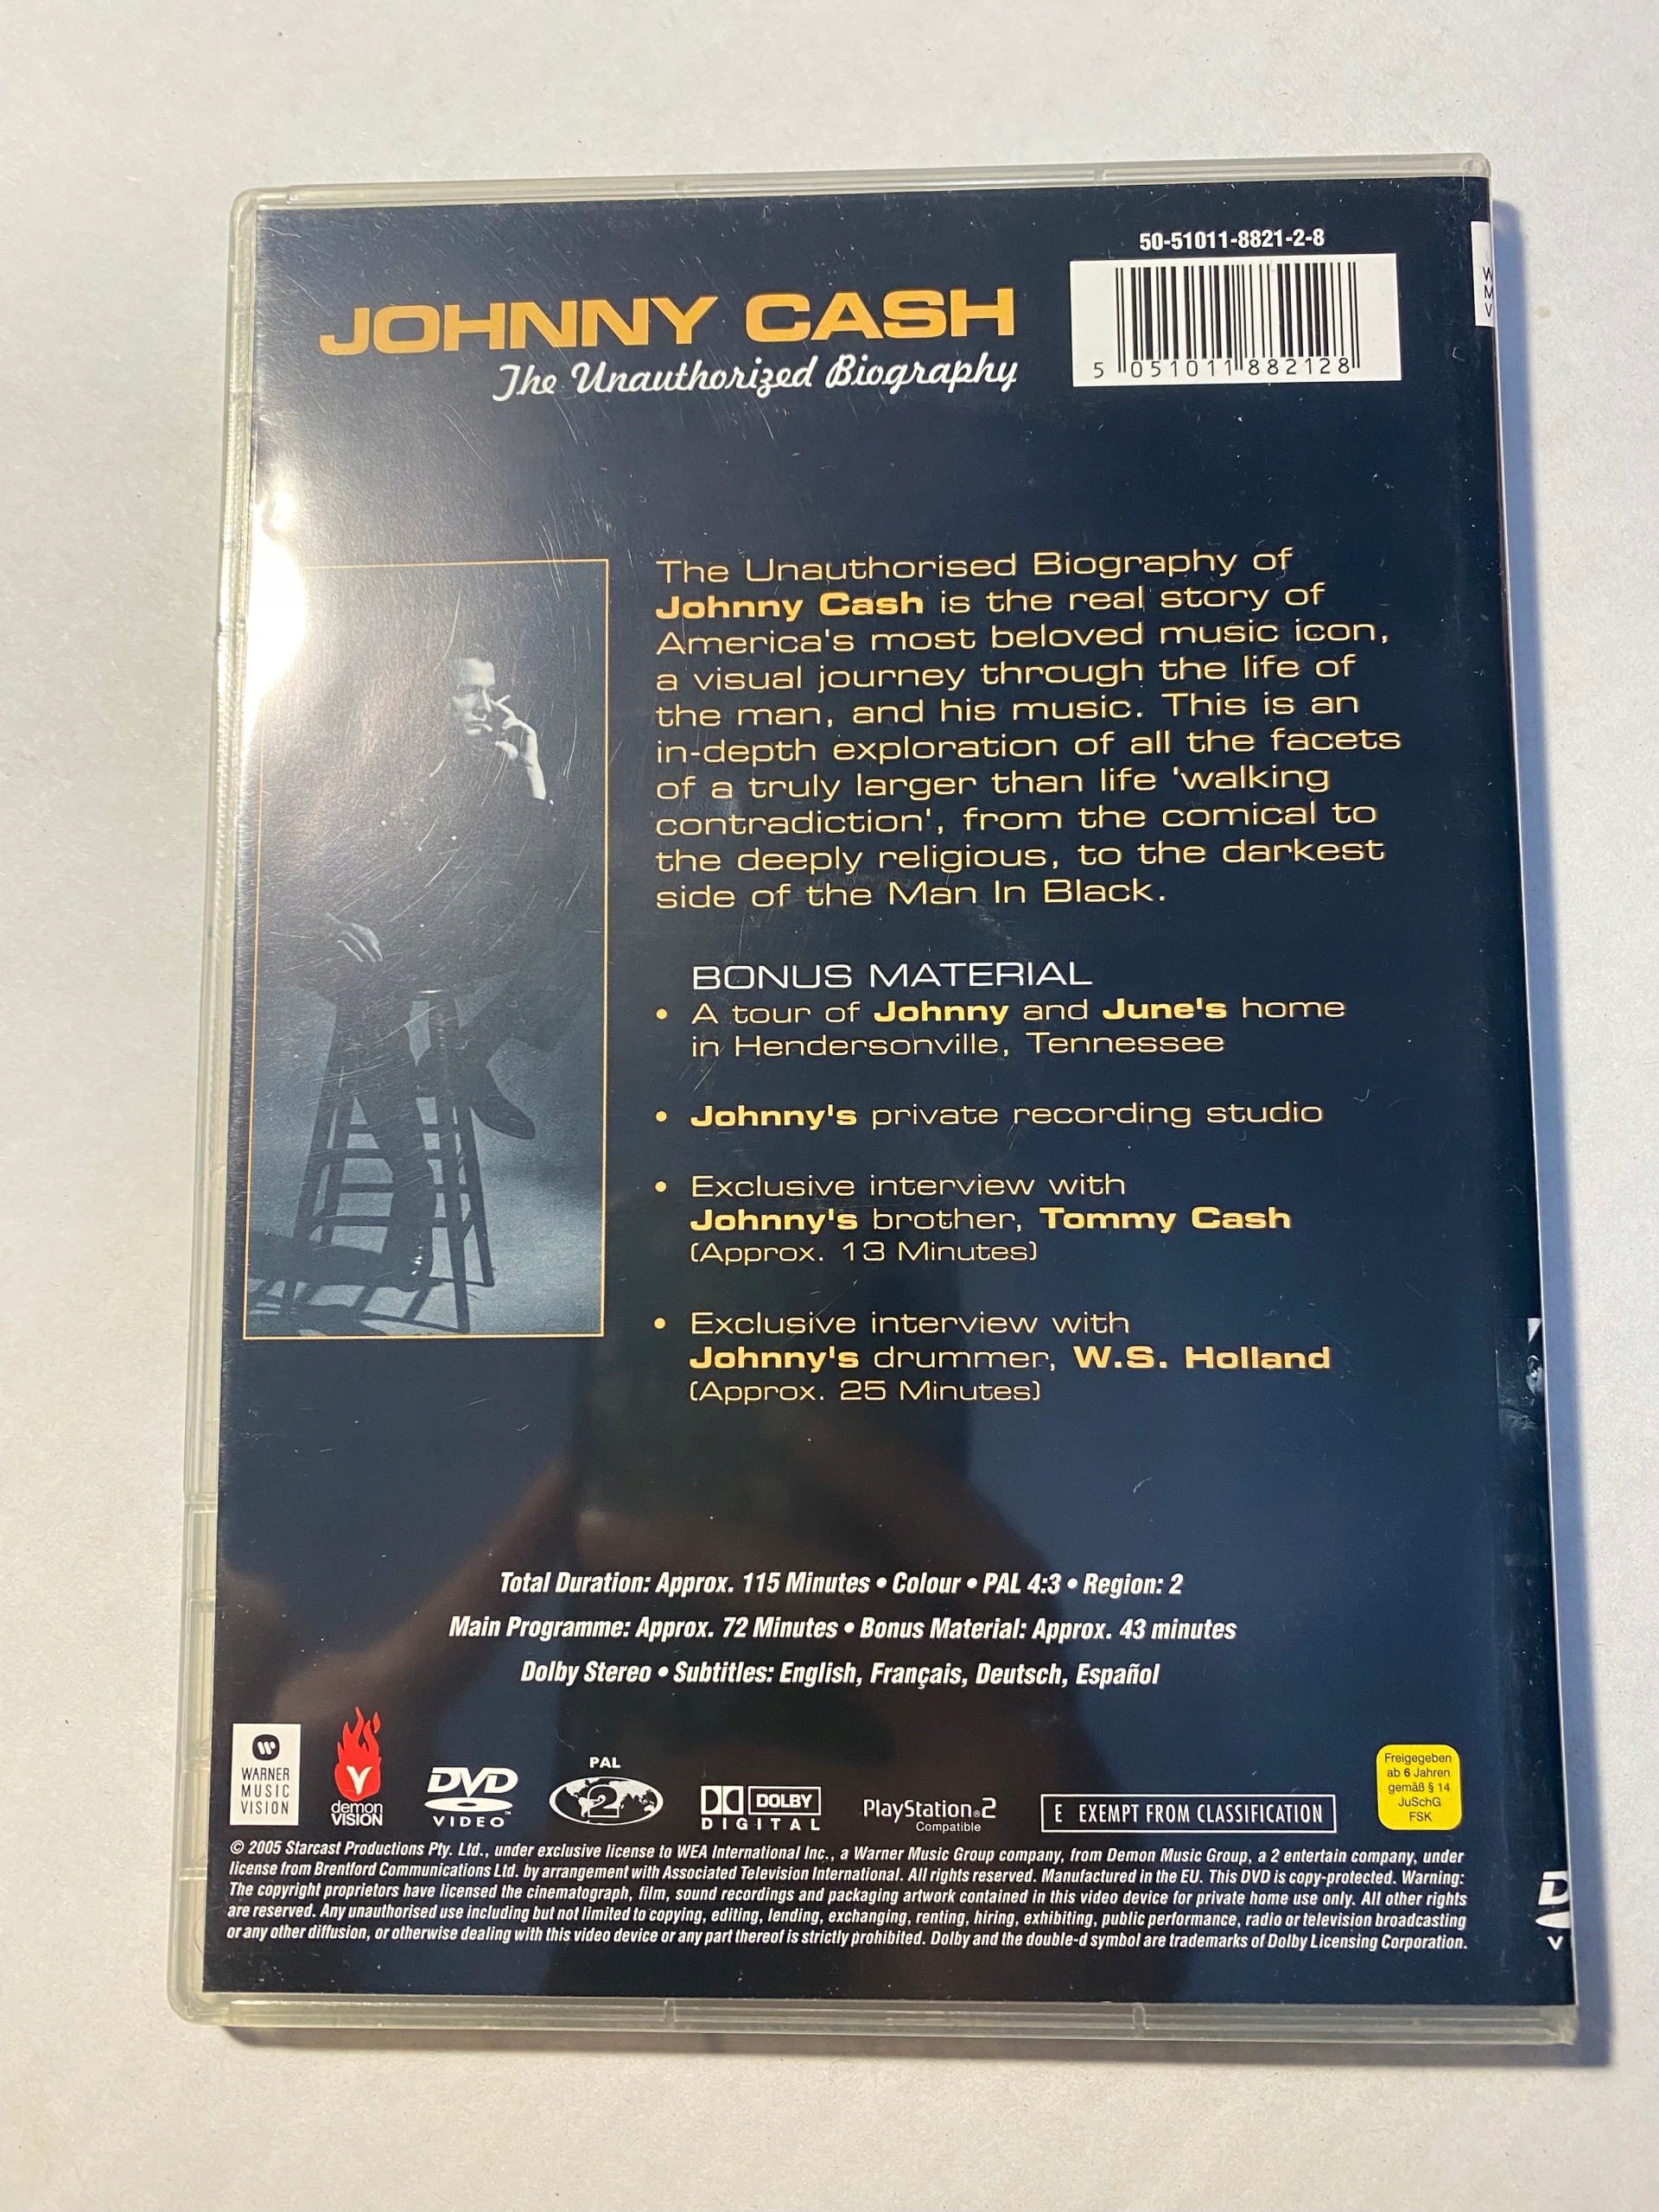 50-51011-8821-2-8
5 051011 882128
JOHNNY CASH
The Unauthorized Biography
The Unauthorised Biography of
Johnny Cash is the real story of
America's most beloved music icon,
a visual journey through the life of
the man, and his music. This is an
in-depth exploration of all the facets
of a truly larger than life 'walking
contradiction', from the comical to
the deeply religious, to the darkest
side of the Man In Black.
BONUS MATERIAL
• A tour of Johnny and June's home
in Hendersonville, Tennessee
• Johnny's private recording studio
• Exclusive interview with
Johnny's brother, Tommy Cash
(Approx. 13 Minutes)
• Exclusive interview with
Johnny's drummer, W.S. Holland
(Approx. 25 Minutes)
Total Duration: Approx. 115 Minutes • Colour • PAL 4:3 • Region: 2
Main Programme: Approx. 72 Minutes • Bonus Material: Approx. 43 minutes
Dolby Stereo • Subtitles: English, Français, Deutsch, Español
WARNER
MUSIC
VISION
demon
VISION
DVD
VIDEO™
PAL
2
DOLBY
DIGITAL
PlayStation®2
Compatible
E EXEMPT FROM CLASSIFICATION
Freigegeben
ab 6 Jahren
gemäß § 14
JuSchG
FSK
© 2005 Starcast Productions Pty. Ltd., under exclusive license to WEA International Inc., a Warner Music Group company, from Demon Music Group, a 2 entertain company, under
license from Brentford Communications Ltd. by arrangement with Associated Television International. All rights reserved. Manufactured in the EU. This DVD is copy-protected. Warning:
The copyright proprietors have licensed the cinematograph, film, sound recordings and packaging artwork contained in this video device for private home use only. All other rights
are reserved. Any unauthorised use including but not limited to copying, editing, lending, exchanging, renting, hiring, exhibiting, public performance, radio or television broadcasting
or any other diffusion, or otherwise dealing with this video device or any part thereof is strictly prohibited. Dolby and the double-d symbol are trademarks of Dolby Licensing Corporation.